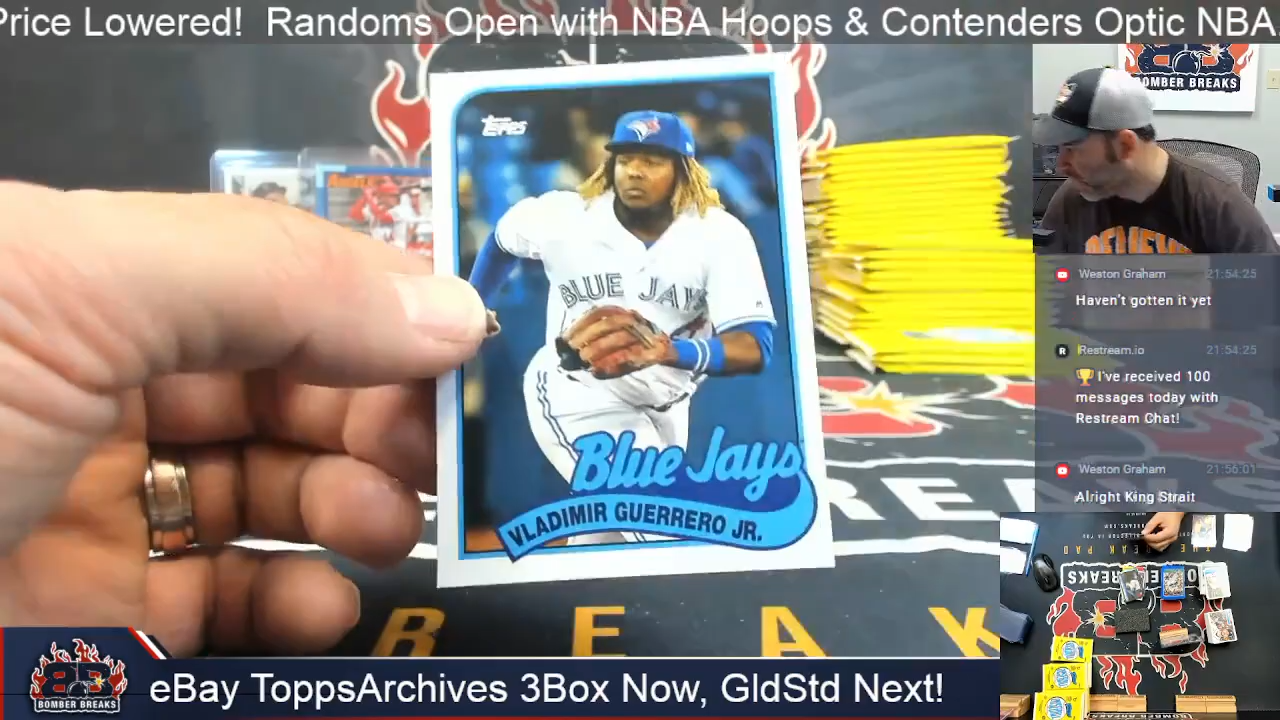 Price Lowered! Randoms Open with NBA Hoops & Contenders Optic NBA
BOMBER BREAKS
Topps
BLUE JAYS
Blue Jays
VLADIMIR GUERRERO JR.
Weston Graham 21:54:25
Haven't gotten it yet
R Restream.io 21:54:25
🏆 I've received 100
messages today with
Restream Chat!
Weston Graham 21:56:01
Alright King Strait
BREAK
BOMBER BREAKS
eBay ToppsArchives 3Box Now, GldStd Next!